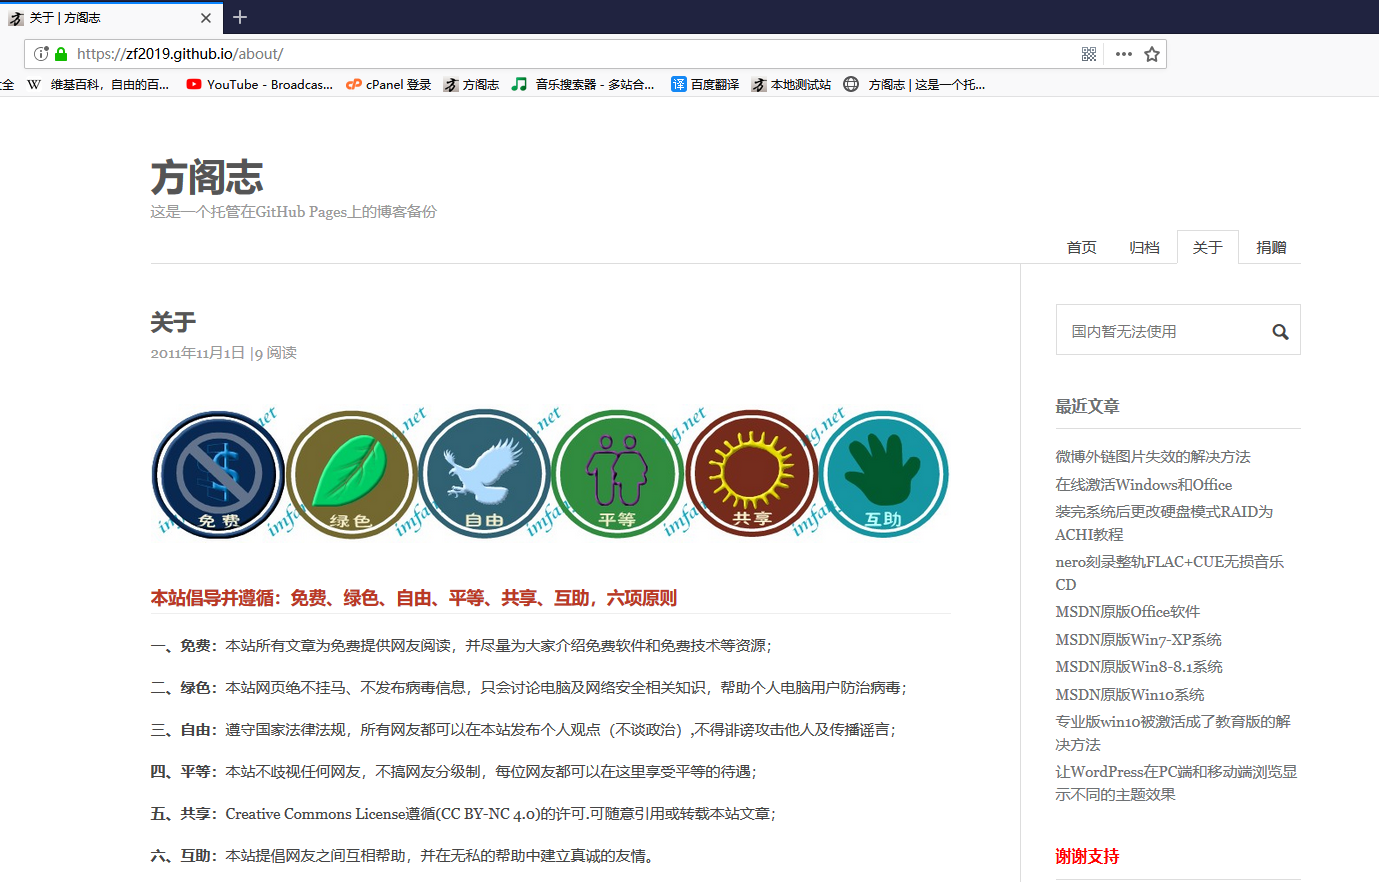 关于 | 方阁志
https://zf2019.github.io/about/
全
W 维基百科，自由的百...
YouTube - Broadcas...
cP cPanel 登录
方阁志
音乐搜索器 - 多站合...
译 百度翻译
本地测试站
方阁志 | 这是一个托...
方阁志
这是一个托管在GitHub Pages上的博客备份
首页 归档 关于 捐赠
关于
2011年11月1日 |9 阅读
免费 绿色 自由 平等 共享 互助
本站倡导并遵循：免费、绿色、自由、平等、共享、互助，六项原则
一、免费：本站所有文章为免费提供网友阅读，并尽量为大家介绍免费软件和免费技术等资源；
二、绿色：本站网页绝不挂马、不发布病毒信息，只会讨论电脑及网络安全相关知识，帮助个人电脑用户防治病毒；
三、自由：遵守国家法律法规，所有网友都可以在本站发布个人观点（不谈政治）,不得诽谤攻击他人及传播谣言；
四、平等：本站不歧视任何网友，不搞网友分级制，每位网友都可以在这里享受平等的待遇；
五、共享：Creative Commons License遵循(CC BY-NC 4.0)的许可.可随意引用或转载本站文章；
六、互助：本站提倡网友之间互相帮助，并在无私的帮助中建立真诚的友情。
国内暂无法使用
最近文章
微博外链图片失效的解决方法
在线激活Windows和Office
装完系统后更改硬盘模式RAID为
ACHI教程
nero刻录整轨FLAC+CUE无损音乐
CD
MSDN原版Office软件
MSDN原版Win7-XP系统
MSDN原版Win8-8.1系统
MSDN原版Win10系统
专业版win10被激活成了教育版的解
决方法
让WordPress在PC端和移动端浏览显
示不同的主题效果
谢谢支持